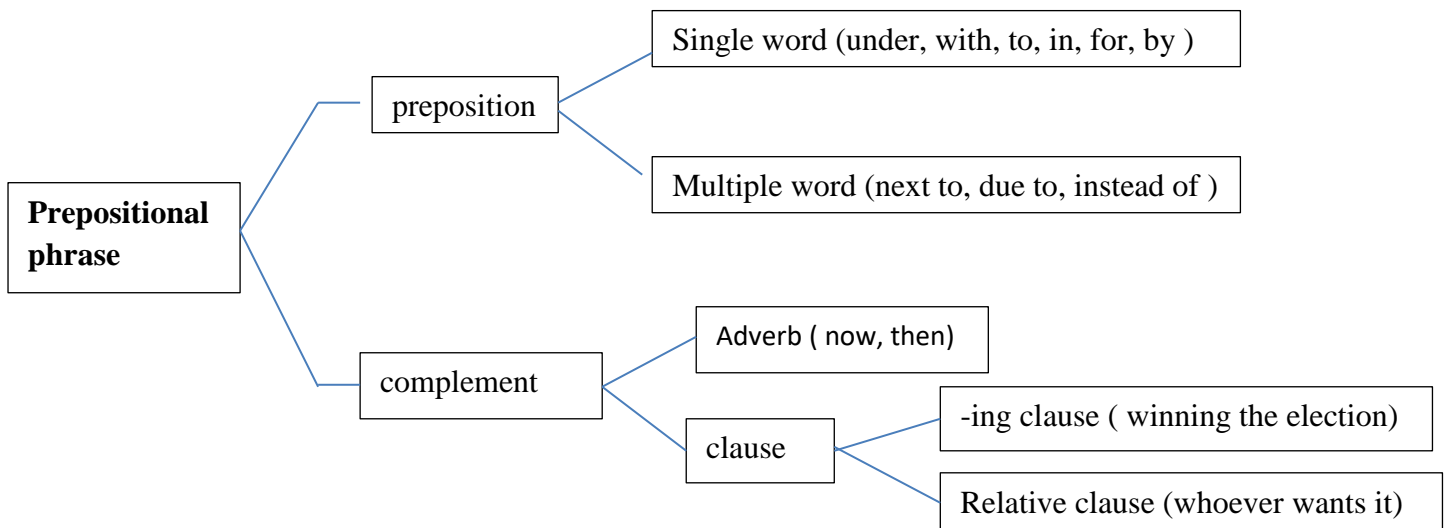 Single word (under, with, to, in, for, by )
preposition
Multiple word (next to, due to, instead of )
Prepositional
phrase
Adverb ( now, then)
complement
-ing clause ( winning the election)
clause
Relative clause (whoever wants it)